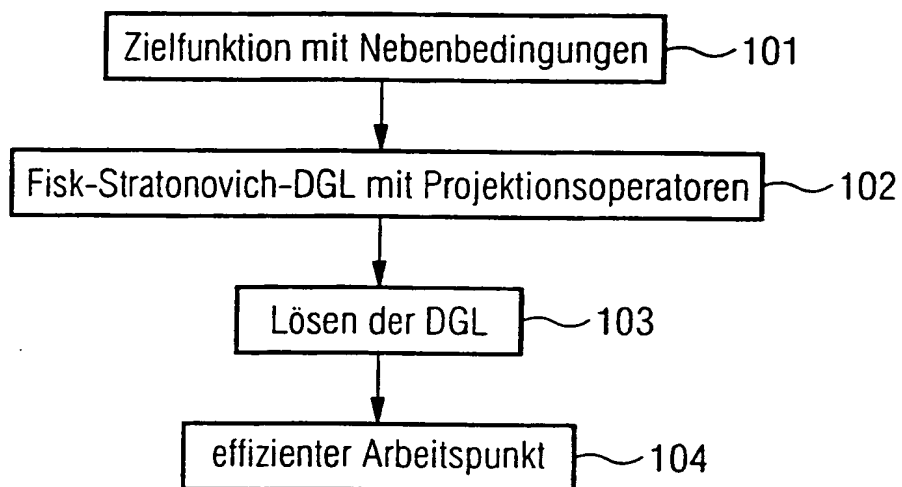 Zielfunktion mit Nebenbedingungen 101
Fisk-Stratonovich-DGL mit Projektionsoperatoren 102
Lösen der DGL 103
effizienter Arbeitspunkt 104